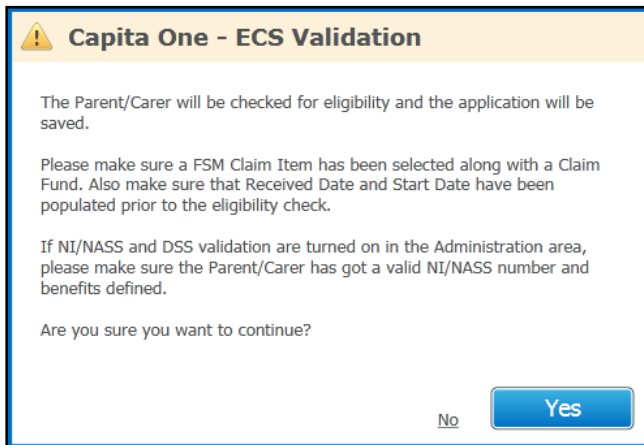 Capita One - ECS Validation
The Parent/Carer will be checked for eligibility and the application will be
saved.
Please make sure a FSM Claim Item has been selected along with a Claim
Fund. Also make sure that Received Date and Start Date have been
populated prior to the eligibility check.
If NI/NASS and DSS validation are turned on in the Administration area,
please make sure the Parent/Carer has got a valid NI/NASS number and
benefits defined.
Are you sure you want to continue?
No
Yes